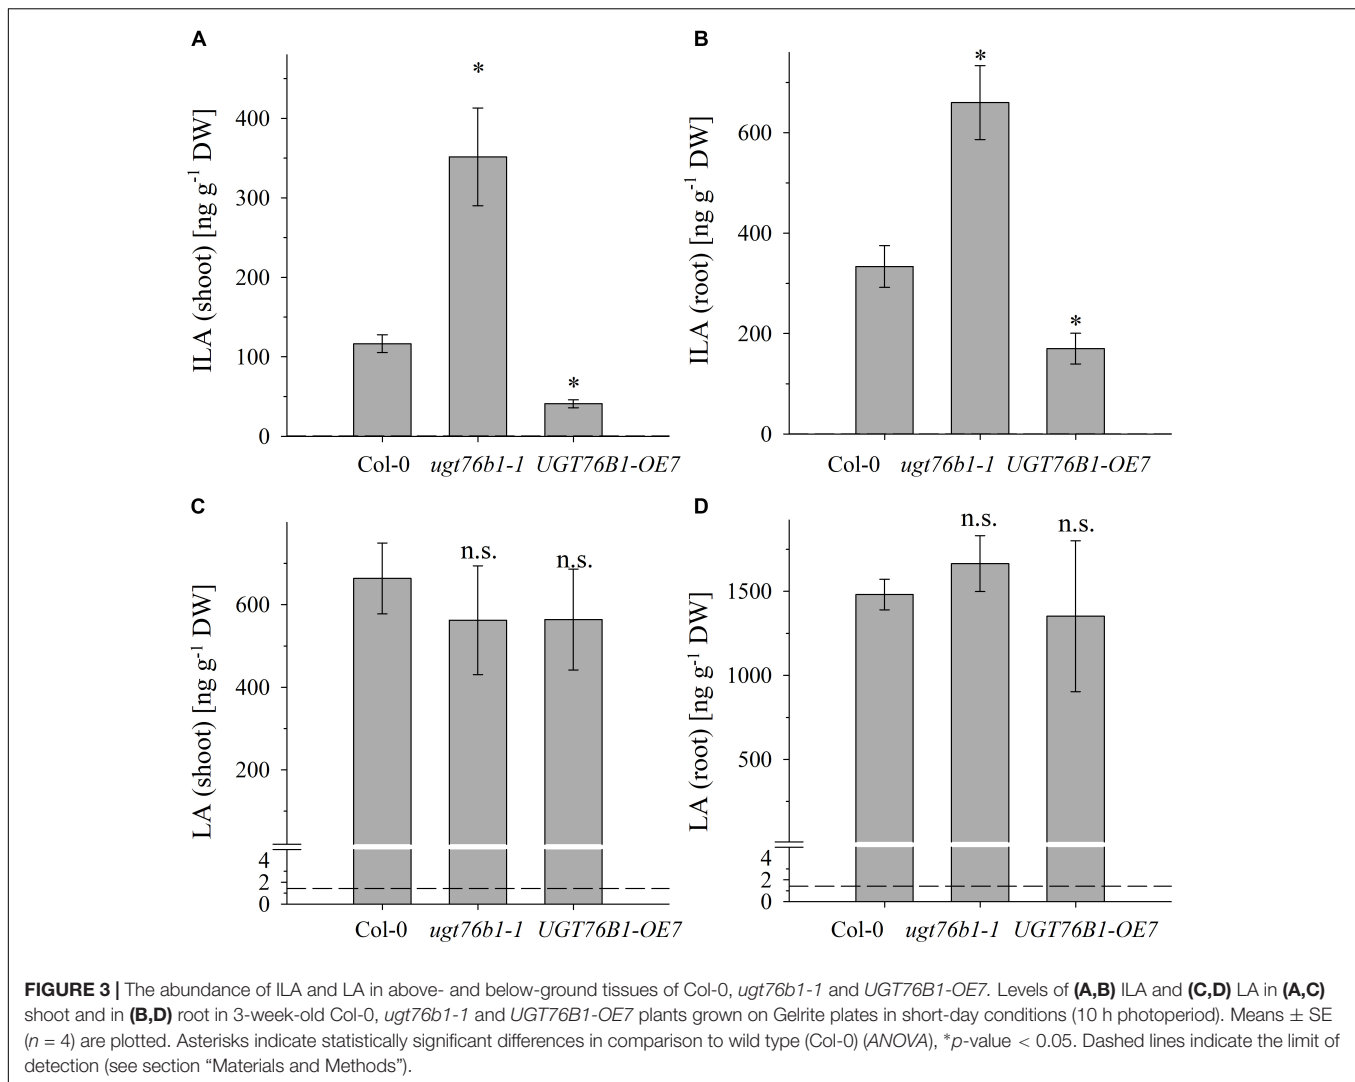 A
ILA (shoot) [ng g-1 DW]
400
300
200
100
0
*
*
Col-0 ugt76b1-1 UGT76B1-OE7
B
ILA (root) [ng g-1 DW]
600
400
200
0
*
*
Col-0 ugt76b1-1 UGT76B1-OE7
C
LA (shoot) [ng g-1 DW]
600
400
200
4
2
0
n.s.
n.s.
Col-0 ugt76b1-1 UGT76B1-OE7
D
LA (root) [ng g-1 DW]
1500
1000
500
4
2
0
n.s.
n.s.
Col-0 ugt76b1-1 UGT76B1-OE7
FIGURE 3 | The abundance of ILA and LA in above- and below-ground tissues of Col-0, ugt76b1-1 and UGT76B1-OE7. Levels of (A,B) ILA and (C,D) LA in (A,C)
shoot and in (B,D) root in 3-week-old Col-0, ugt76b1-1 and UGT76B1-OE7 plants grown on Gelrite plates in short-day conditions (10 h photoperiod). Means ± SE
(n = 4) are plotted. Asterisks indicate statistically significant differences in comparison to wild type (Col-0) (ANOVA), *p-value < 0.05. Dashed lines indicate the limit of
detection (see section “Materials and Methods”).